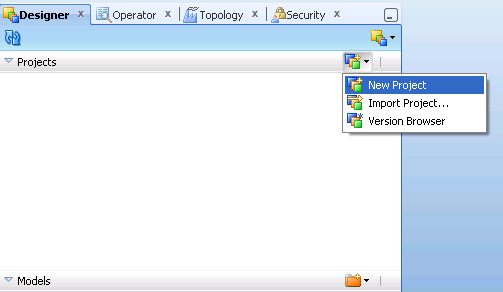 Designer x Operator x Topology x Security x
Projects
New Project
Import Project...
Version Browser
Models